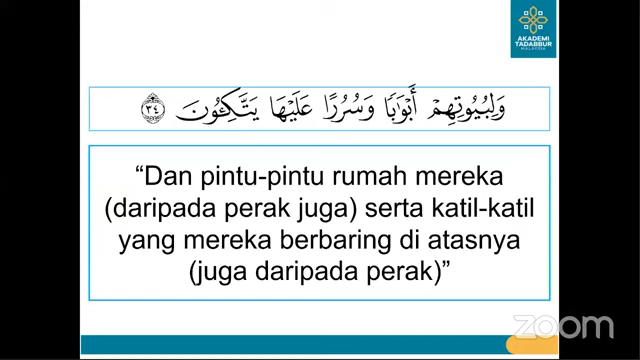 AKADEMI
TADABBUR
MALAYSIA
وَلِبُيُوتِهِمْ أَبْوَٰبًا وَسُرُرًا عَلَيْهَا يَتَّكِـُٔونَ ٣٤
“Dan pintu-pintu rumah mereka
(daripada perak juga) serta katil-katil
yang mereka berbaring di atasnya
(juga daripada perak)”
zoom